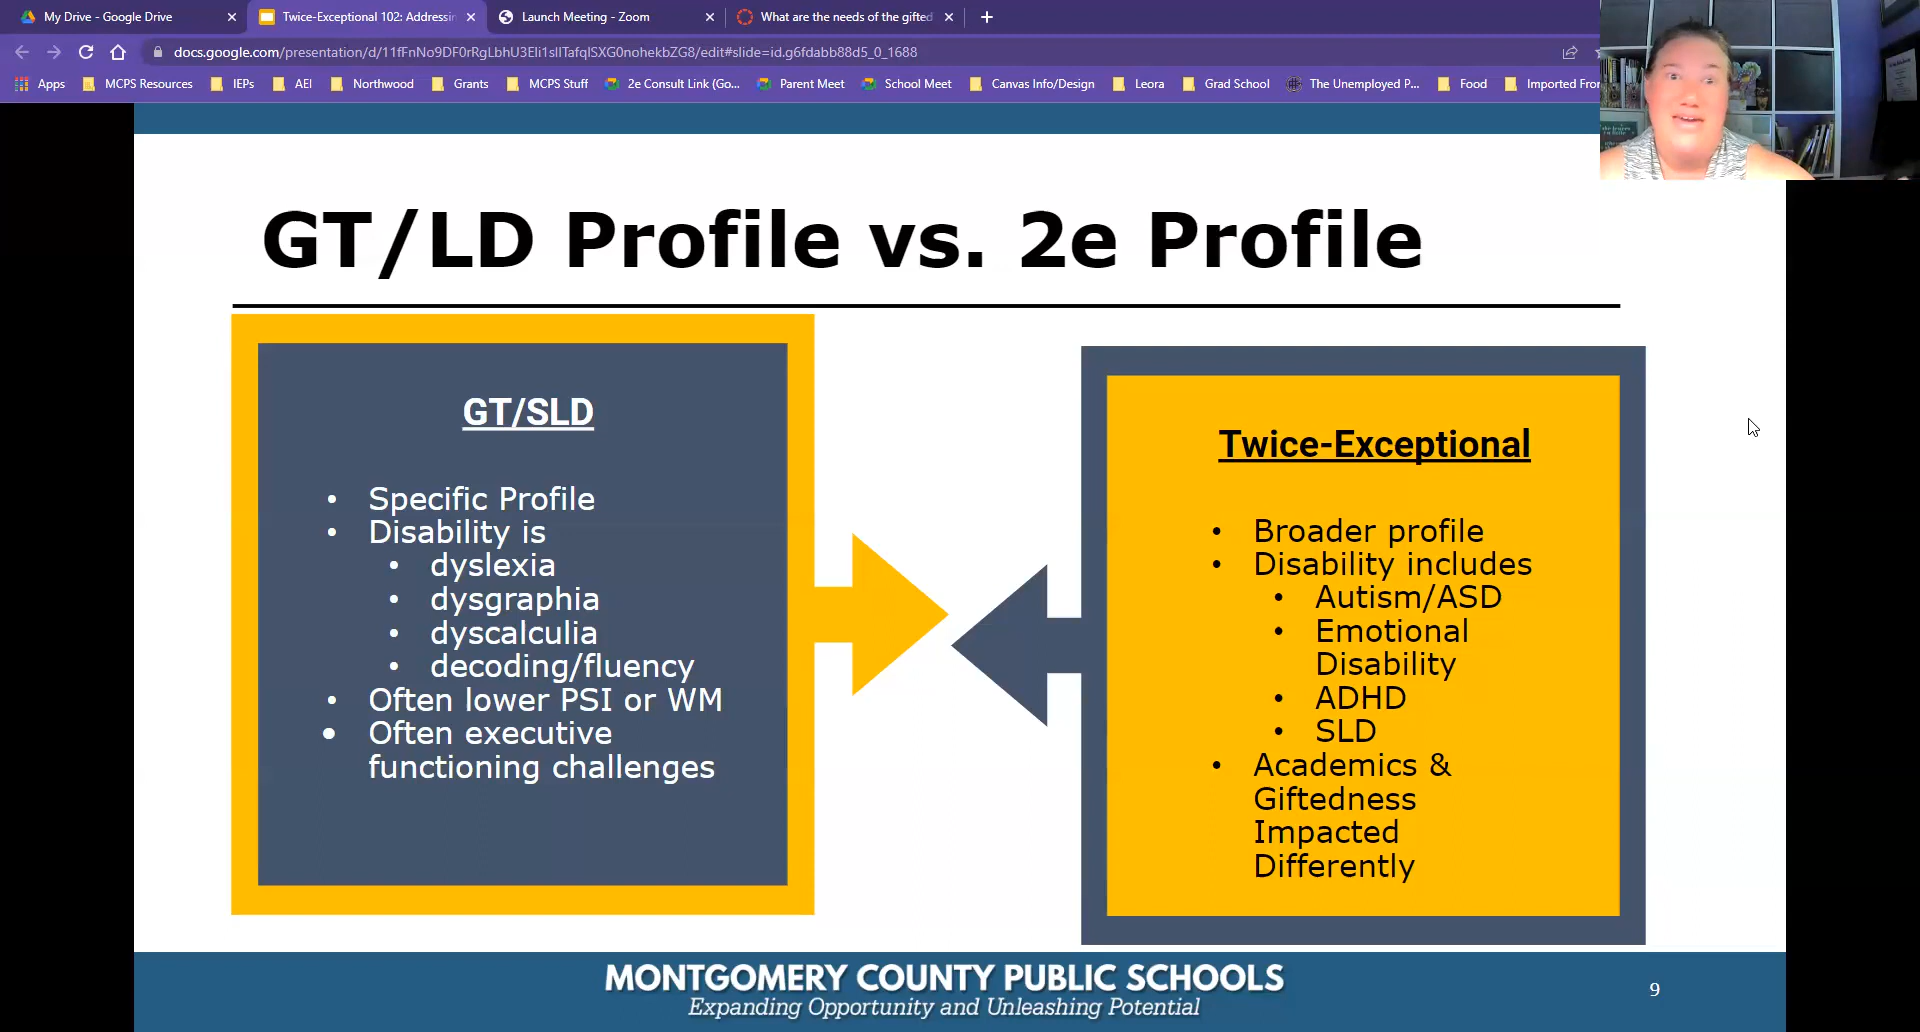 My Drive - Google Drive
Twice-Exceptional 102: Addressin
Launch Meeting - Zoom
What are the needs of the gifted
docs.google.com/presentation/d/11fFnNo9DF0rRgLbhU3Eli1sllTafqlSXG0nohekbZG8/edit#slide=id.g6fdabb88d5_0_1688
Apps
MCPS Resources
IEPs
AEI
Northwood
Grants
MCPS Stuff
2e Consult Link (Go...
Parent Meet
School Meet
Canvas Info/Design
Leora
Grad School
The Unemployed P...
Food
Imported Fro
GT/LD Profile vs. 2e Profile
GT/SLD
• Specific Profile
• Disability is
• dyslexia
• dysgraphia
• dyscalculia
• decoding/fluency
• Often lower PSI or WM
• Often executive
functioning challenges
Twice-Exceptional
• Broader profile
• Disability includes
• Autism/ASD
• Emotional
Disability
• ADHD
• SLD
• Academics &
Giftedness
Impacted
Differently
MONTGOMERY COUNTY PUBLIC SCHOOLS
Expanding Opportunity and Unleashing Potential
9